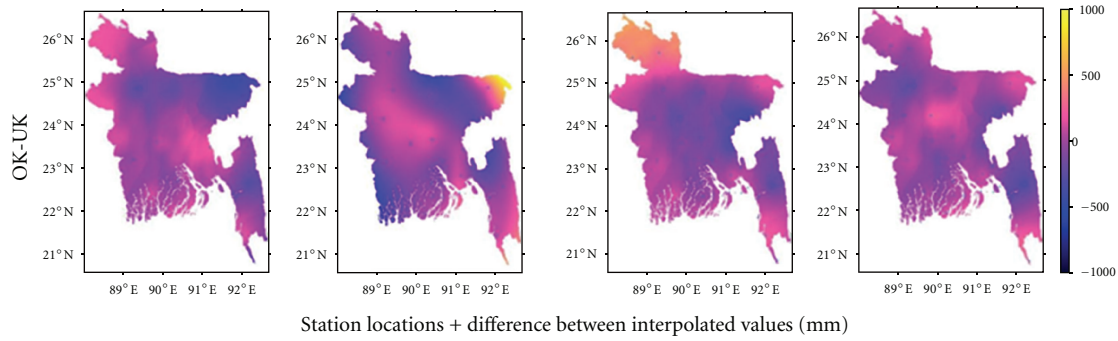 OK-UK
26° N
25° N
24° N
23° N
22° N
21° N
89° E 90° E 91° E 92° E
26° N
25° N
24° N
23° N
22° N
21° N
89° E 90° E 91° E 92° E
26° N
25° N
24° N
23° N
22° N
21° N
89° E 90° E 91° E 92° E
26° N
25° N
24° N
23° N
22° N
21° N
89° E 90° E 91° E 92° E
1000
500
0
−500
−1000
Station locations + difference between interpolated values (mm)